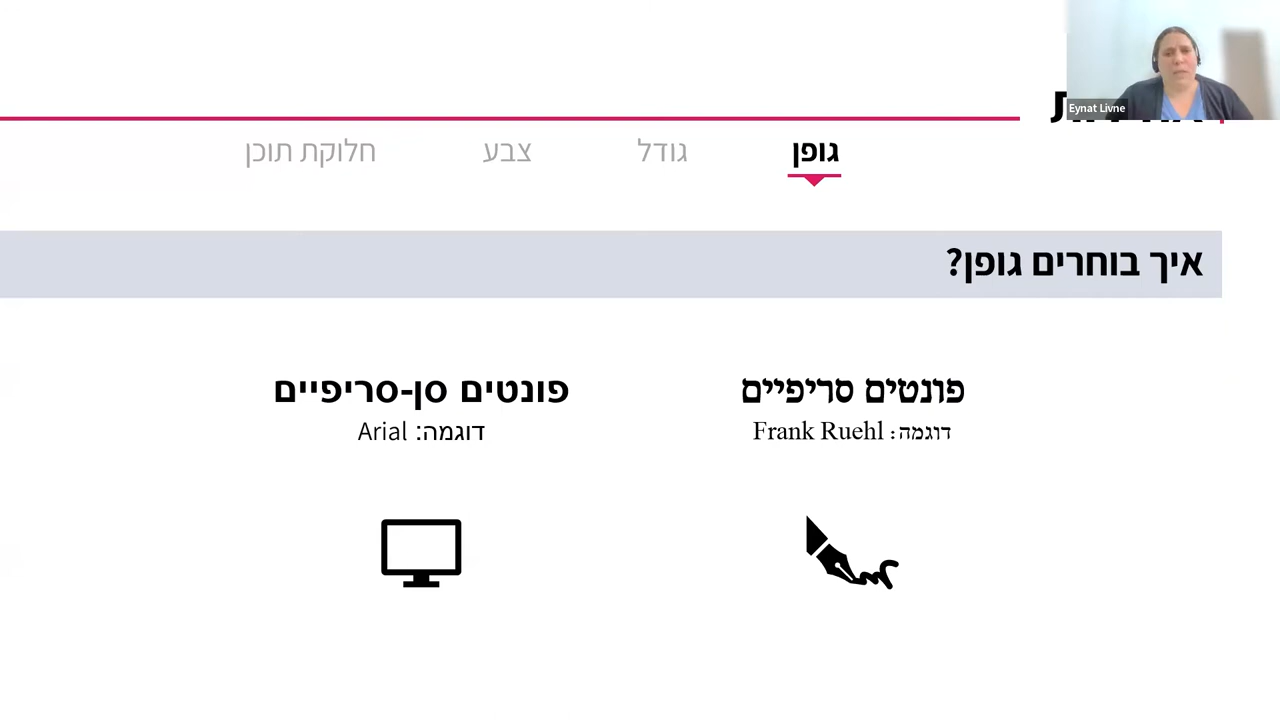 Eynat Livne
גופן
גודל
צבע
חלוקת תוכן
איך בוחרים גופן?
פונטים סריפיים
דוגמה: Frank Ruehl
פונטים סן-סריפיים
דוגמה: Arial